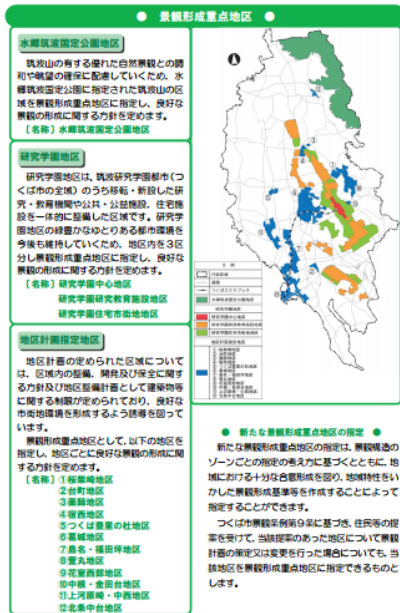 ● 景観形成重点地区 ●
水郷筑波国定公園地区
筑波山の有する優れた自然景観との調
和や眺望の確保に配慮していくため、水
郷筑波国定公園に指定された筑波山の区
域を景観形成重点地区に指定し、良好な
景観の形成に関する方針を定めます。
［名称］水郷筑波国定公園地区
研究学園地区
研究学園地区は、筑波研究学園都市（つ
くば市の全域）のうち移転・新設した研
究・教育機関や公共・公益施設、住宅施
設を一体的に整備した区域です。研究学
園地区の緑豊かなゆとりある都市環境を
今後も維持していくため、地区内を3区
分し景観形成重点地区に指定し、良好な
景観の形成に関する方針を定めます。
［名称］研究学園中心地区
研究学園研究教育施設地区
研究学園住宅市街地地区
地区計画指定地区
地区計画の定められた区域について
は、区域内の整備、開発及び保全に関す
る方針及び地区整備計画として建築物等
に関する制限が定められており、良好な
市街地環境を形成するよう誘導を図って
います。
景観形成重点地区として、以下の地区を
指定し、地区ごとに良好な景観の形成に関
する方針を定めます。
［名称］①桜柴崎地区
②台町地区
③薬師地区
④宿西地区
⑤つくば豊里の杜地区
⑥葛城地区
⑦島名・福田坪地区
⑧萱丸地区
⑨花室西部地区
⑩中根・金田台地区
⑪上河原崎・中西地区
⑫北条中台地区
● 新たな景観形成重点地区の指定 ●
新たな景観形成重点地区の指定は、景観構造の
ゾーンごとの指定の考え方に基づくとともに、地
域における十分な合意形成を図り、地域特性をい
かした景観形成基準等を作成することによって
指定することができます。
つくば市景観条例第9条に基づき、住民等の提
案を受けて、当該提案のあった地区について景観
計画の策定又は変更を行った場合についても、当
該地区を景観形成重点地区に指定できるものと
します。